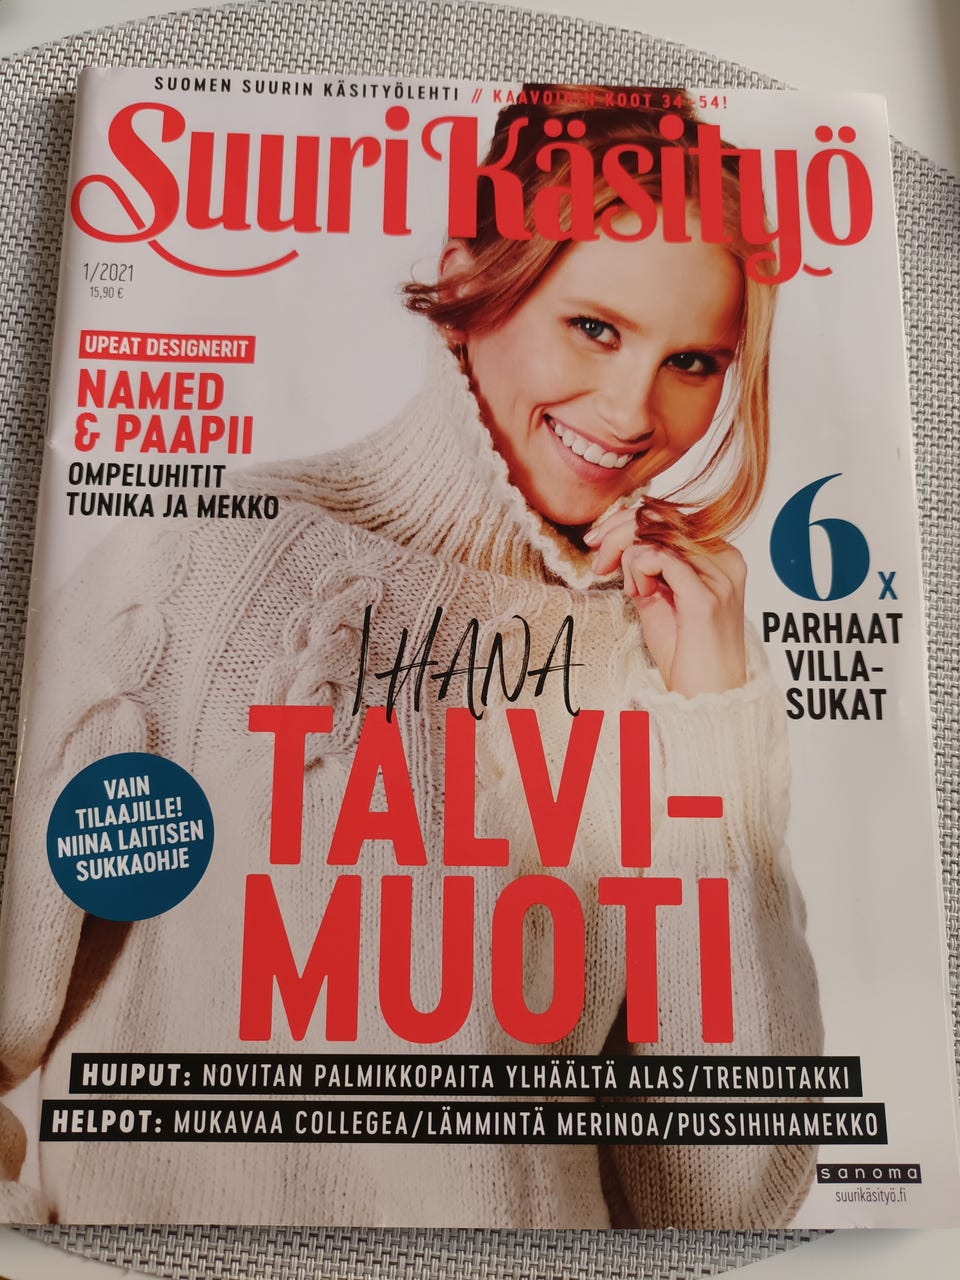 SUOMEN SUURIN KÄSITYÖLEHTI // KAAVOIHIN KOOT 34-54!
Suuri Käsityö
1/2021
15,90 €
UPEAT DESIGNERIT
NAMED
& PAAPII
OMPELUHITIT
TUNIKA JA MEKKO
6 X
PARHAAT
VILLA-
SUKAT
IHANA
TALVI-
MUOTI
VAIN
TILAAJILLE!
NIINA LAITISEN
SUKKAOHJE
HUIPUT: NOVITAN PALMIKKOPAITA YLHÄÄLTÄ ALAS/TRENDITAKKI
HELPOT: MUKAVAA COLLEGEA/LÄMMINTÄ MERINOA/PUSSIHIHAMEKKO
sanoma
suurikäsityö.fi